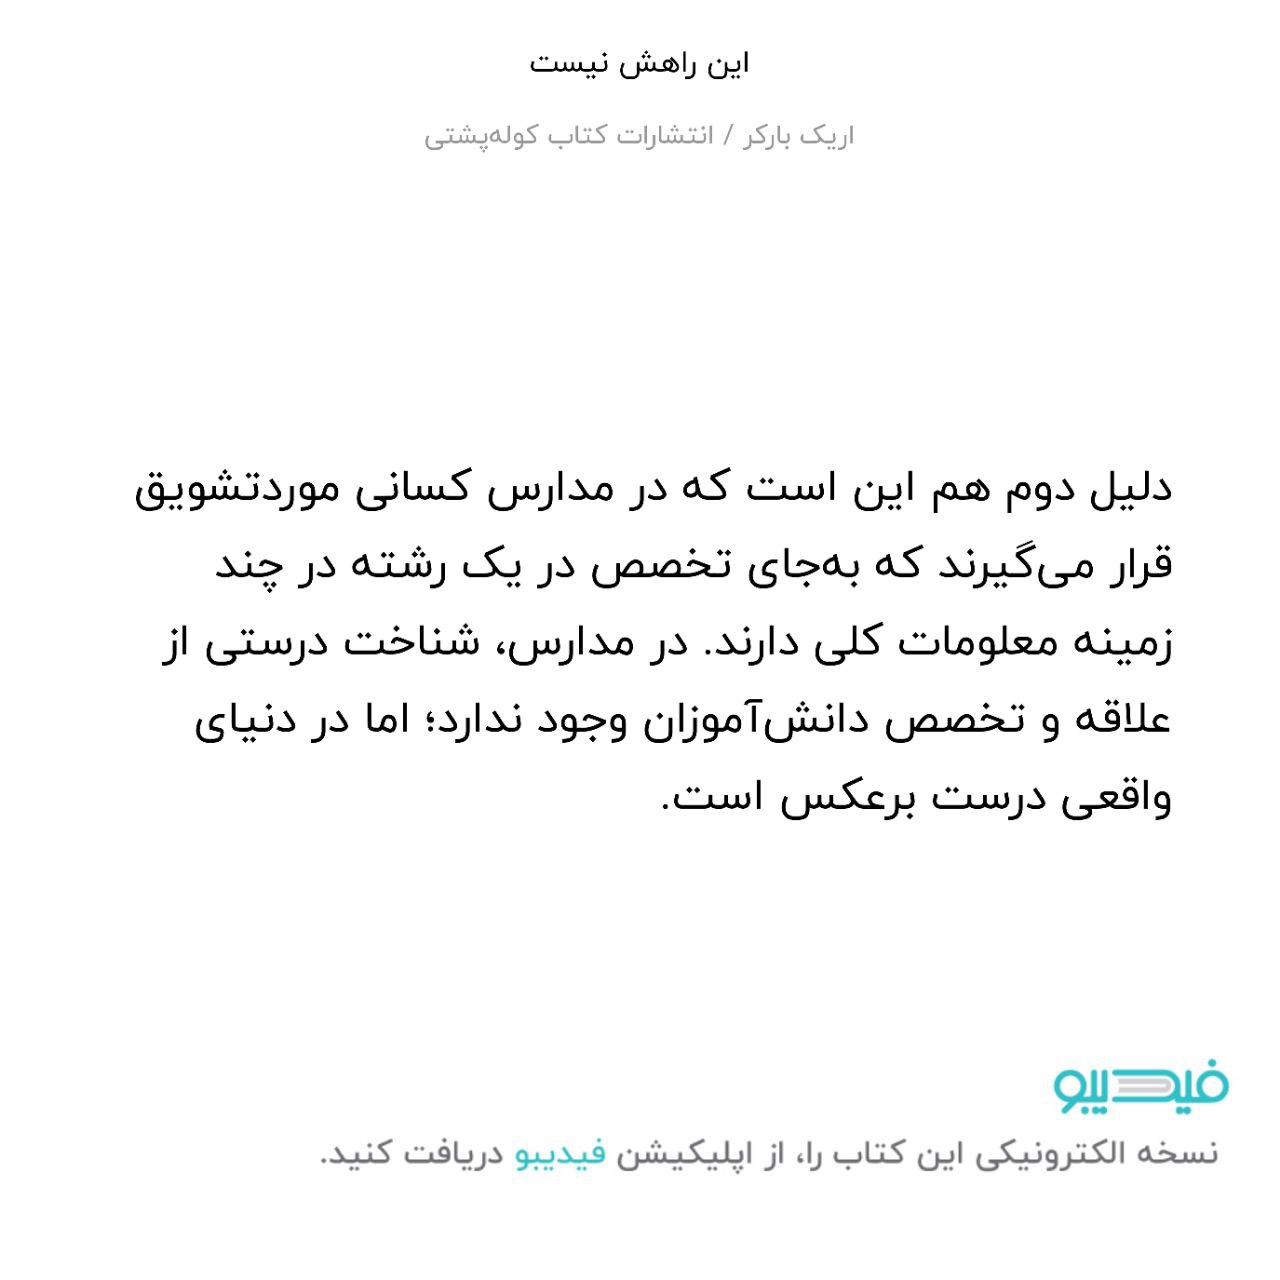 این راهش نیست
اریک بارکر / انتشارات کتاب کوله‌پشتی
دلیل دوم هم این است که در مدارس کسانی موردتشویق
قرار می‌گیرند که به‌جای تخصص در یک رشته در چند
زمینه معلومات کلی دارند. در مدارس، شناخت درستی از
علاقه و تخصص دانش‌آموزان وجود ندارد؛ اما در دنیای
واقعی درست برعکس است.
فیدیبو
نسخه الکترونیکی این کتاب را، از اپلیکیشن فیدیبو دریافت کنید.